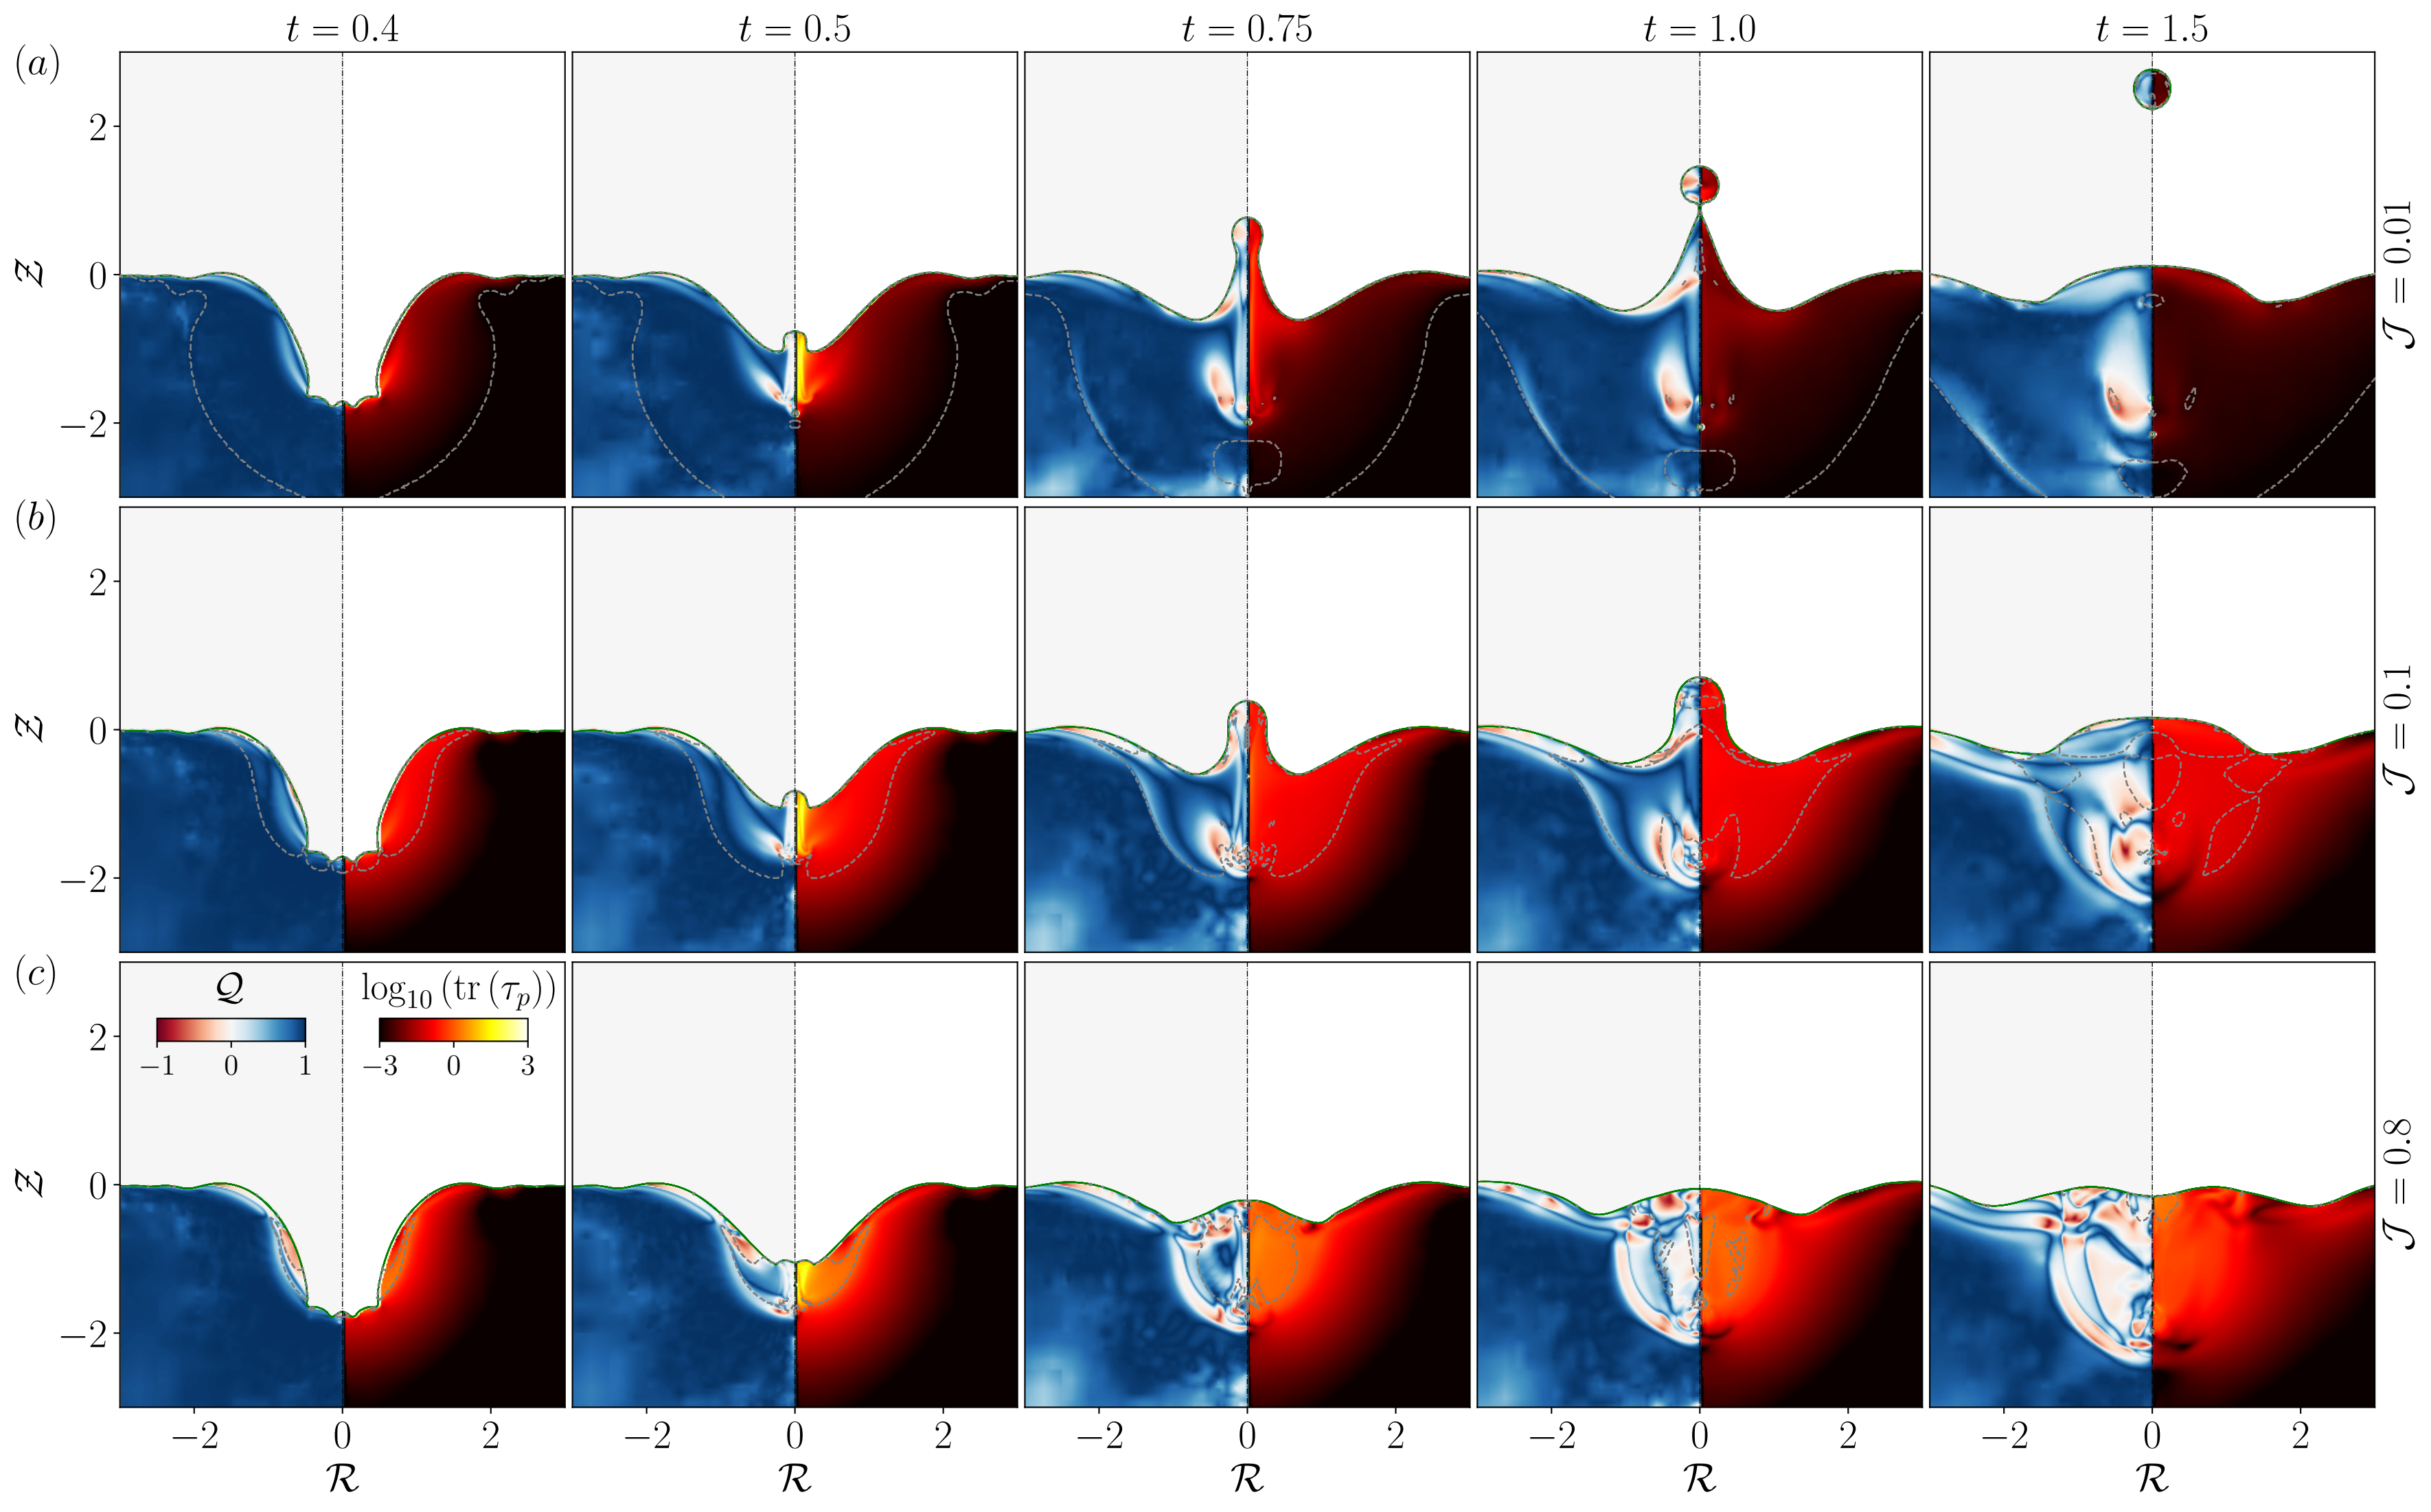 t = 0.4 t = 0.5 t = 0.75 t = 1.0 t = 1.5
(a)
2
0
−2
𝒵
𝒥 = 0.01
(b)
2
0
−2
𝒵
𝒥 = 0.1
(c)
𝒬 log₁₀ (tr (τₚ))
−1 0 1 −3 0 3
2
0
−2
𝒵
𝒥 = 0.8
−2 0 2 −2 0 2 −2 0 2 −2 0 2 −2 0 2
ℛ ℛ ℛ ℛ ℛ